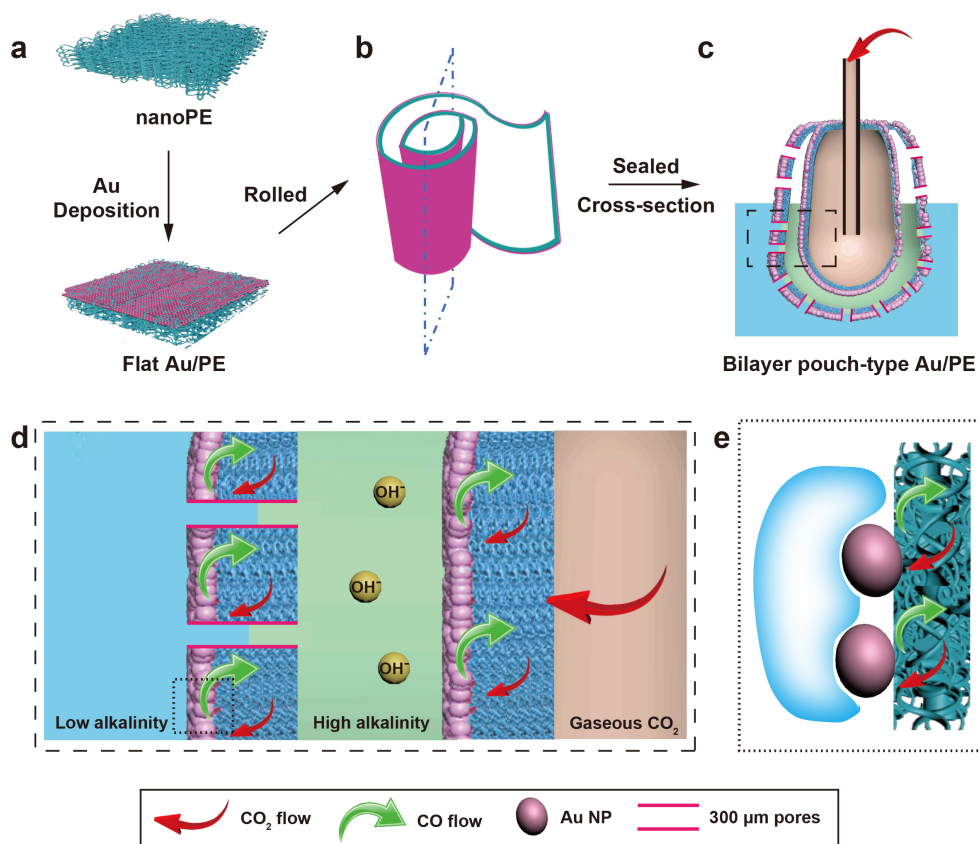 a
nanoPE
Au
Deposition
Flat Au/PE
Rolled
b
Sealed
Cross-section
c
Bilayer pouch-type Au/PE
d
OH⁻
OH⁻
OH⁻
Low alkalinity
High alkalinity
Gaseous CO₂
e
CO₂ flow
CO flow
Au NP
300 μm pores